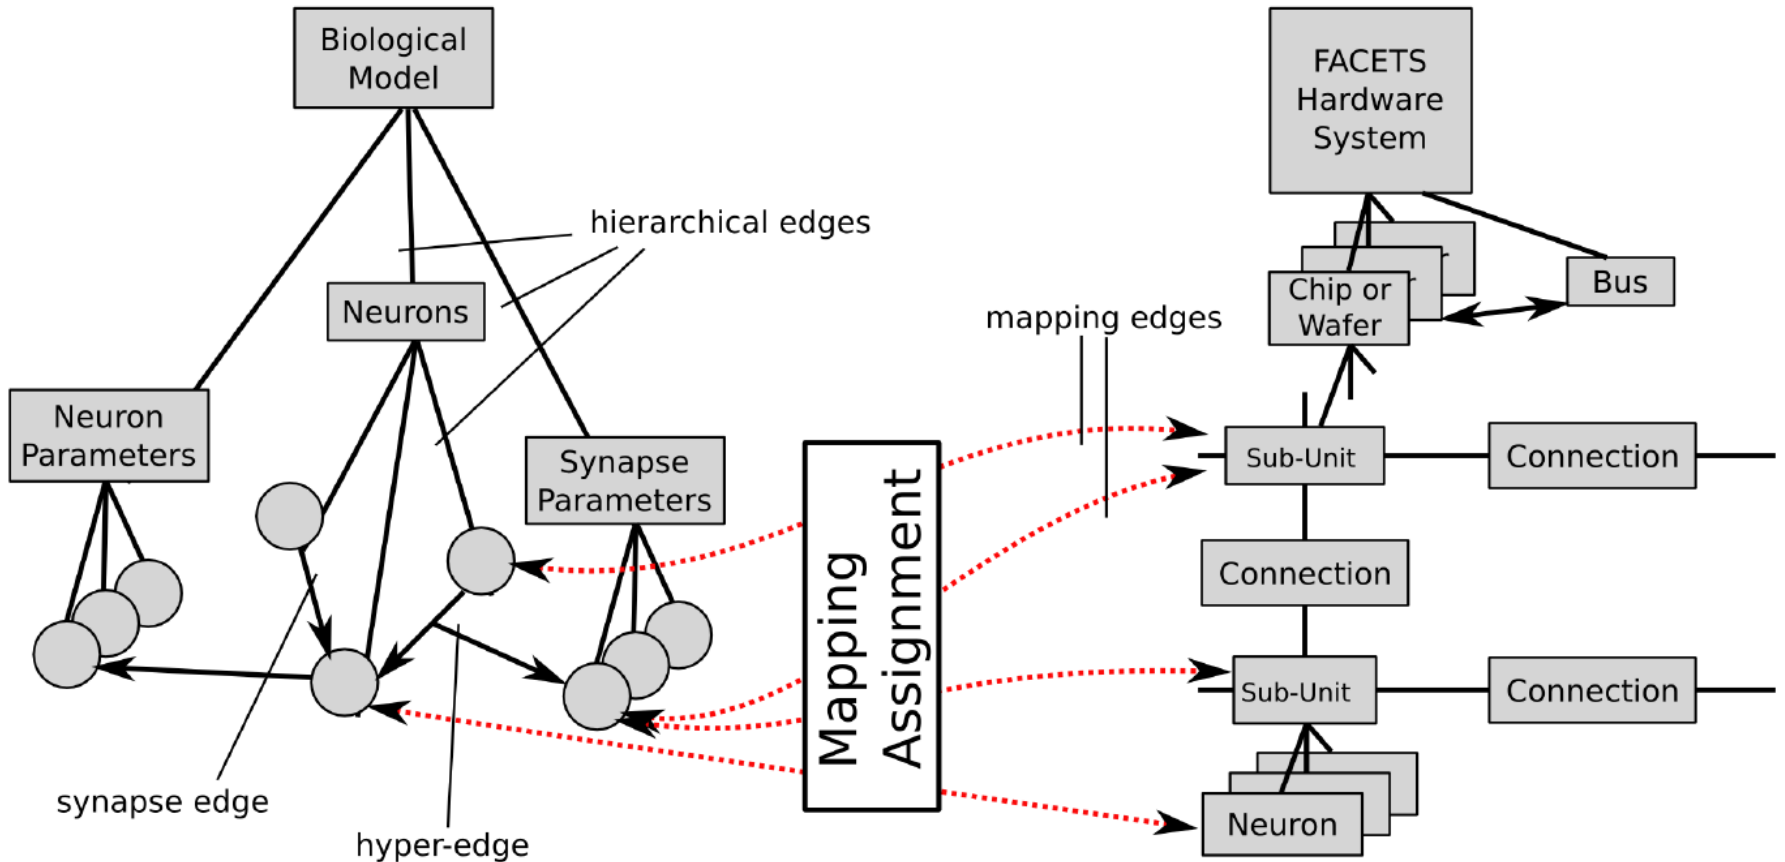 Biological
Model
FACETS
Hardware
System
hierarchical edges
Neurons
Chip or
Wafer
Bus
mapping edges
Neuron
Parameters
Synapse
Parameters
Sub-Unit
Connection
Mapping
Assignment
Connection
Sub-Unit
Connection
synapse edge
hyper-edge
Neuron